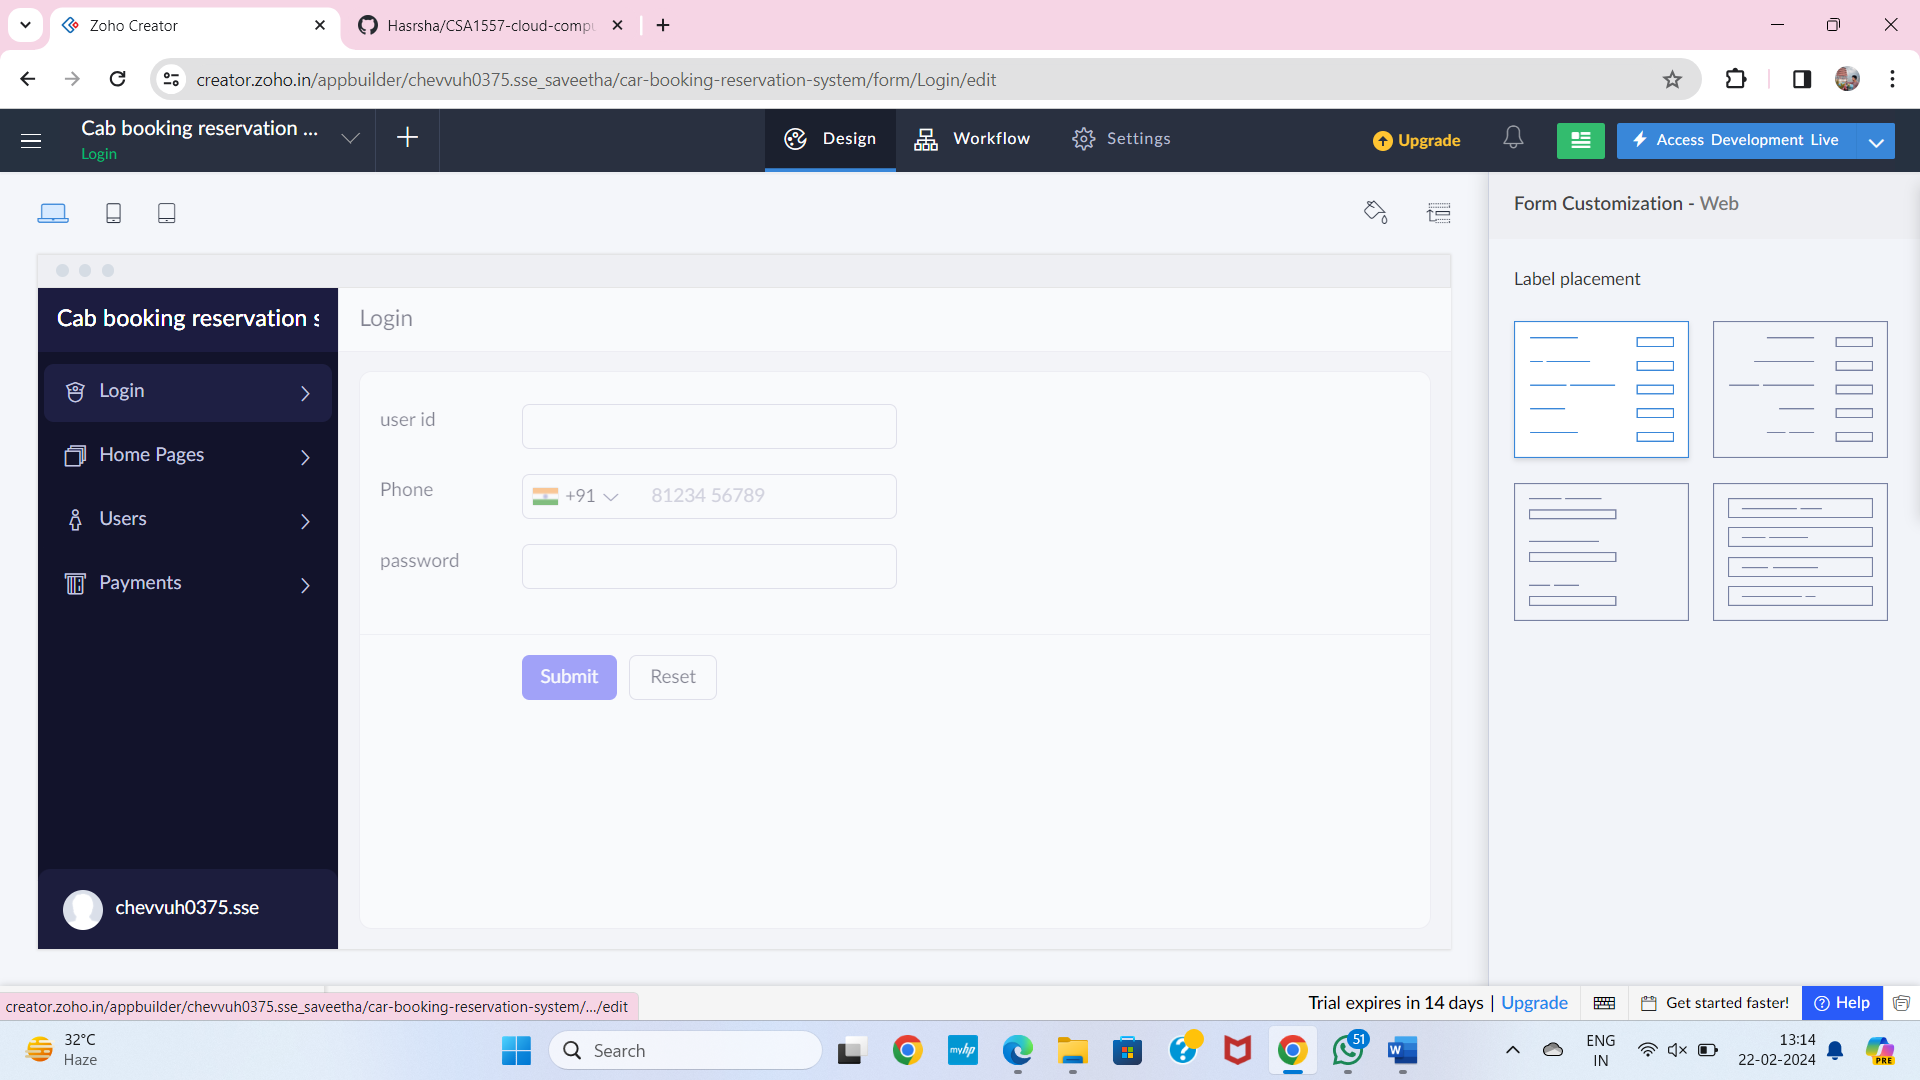 Zoho Creator
Hasrsha/CSA1557-cloud-comp
creator.zoho.in/appbuilder/chevvuh0375.sse_saveetha/car-booking-reservation-system/form/Login/edit
Cab booking reservation ...
Login
Design
Workflow
Settings
Upgrade
Access Development Live
Form Customization - Web
Label placement
Cab booking reservation s
Login
Home Pages
Users
Payments
chevvuh0375.sse
Login
user id
Phone
+91
81234 56789
password
Submit
Reset
creator.zoho.in/appbuilder/chevvuh0375.sse_saveetha/car-booking-reservation-system/.../edit
Trial expires in 14 days | Upgrade
Get started faster!
Help
32°C
Haze
Search
myhp
51
W
ENG
IN
13:14
22-02-2024
PRE